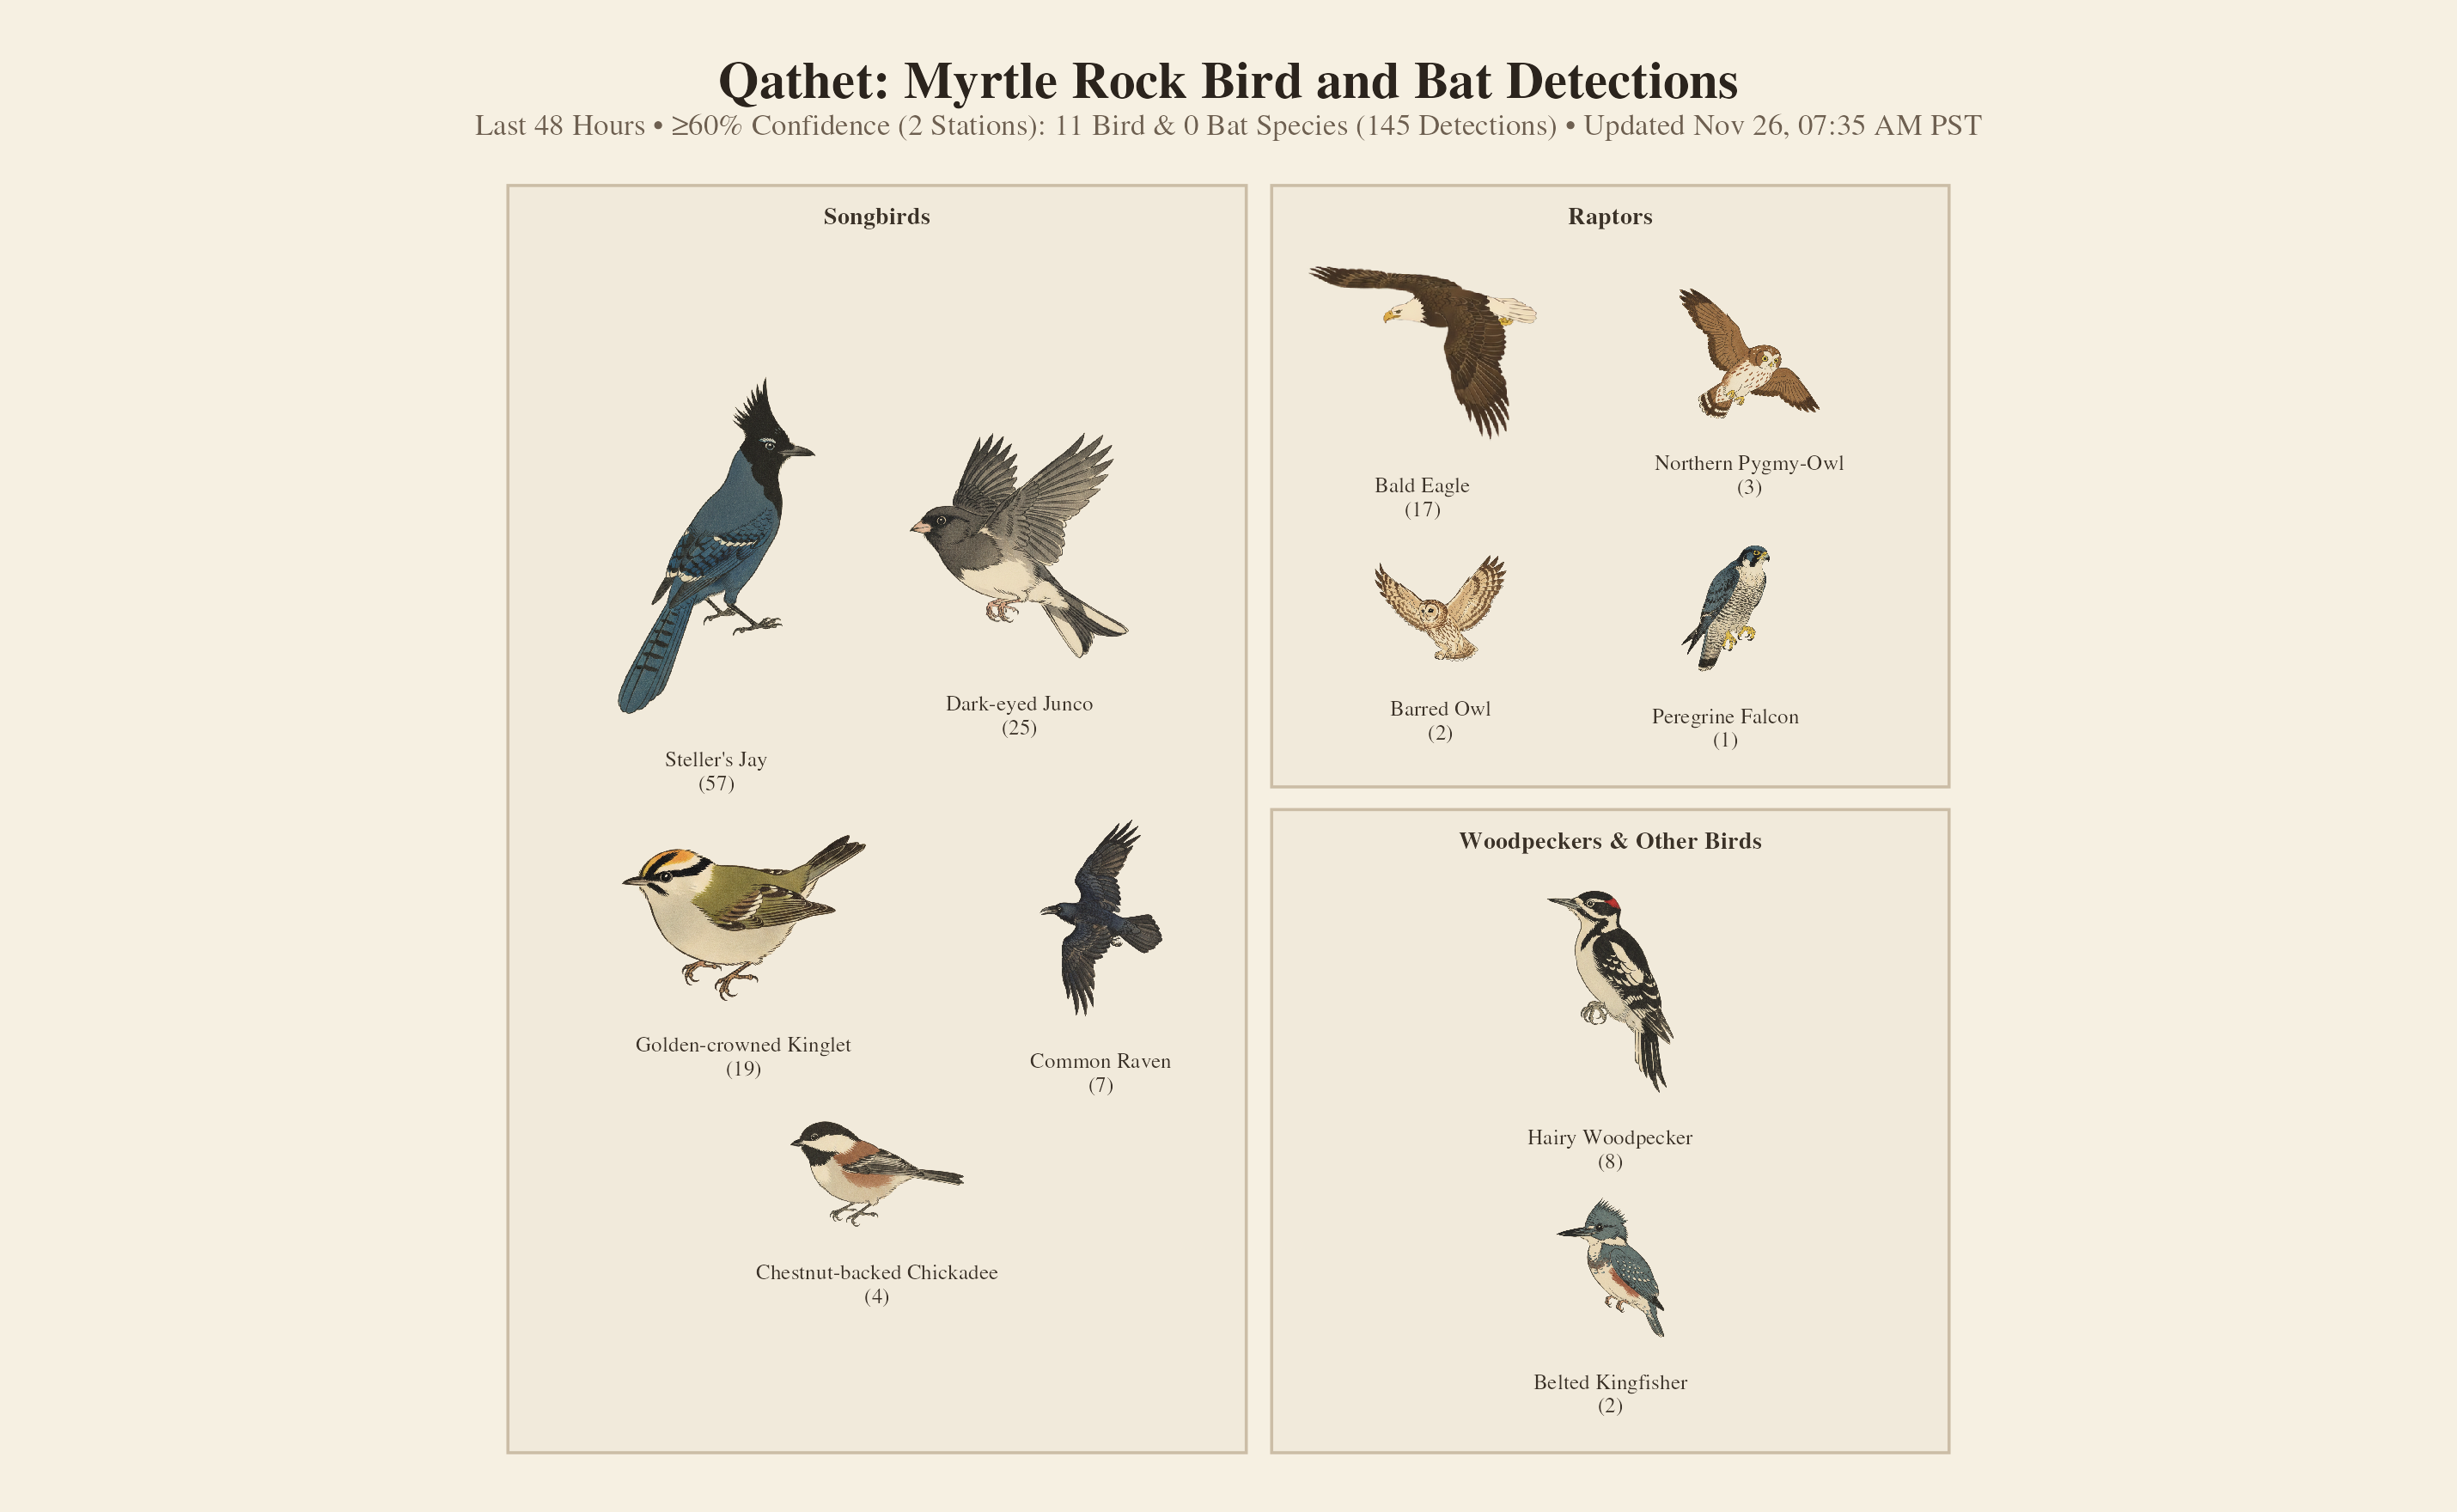 Qathet: Myrtle Rock Bird and Bat Detections
Last 48 Hours • ≥60% Confidence (2 Stations): 11 Bird & 0 Bat Species (145 Detections) • Updated Nov 26, 07:35 AM PST
Songbirds
Steller's Jay
(57)
Dark-eyed Junco
(25)
Golden-crowned Kinglet
(19)
Common Raven
(7)
Chestnut-backed Chickadee
(4)
Raptors
Bald Eagle
(17)
Northern Pygmy-Owl
(3)
Barred Owl
(2)
Peregrine Falcon
(1)
Woodpeckers & Other Birds
Hairy Woodpecker
(8)
Belted Kingfisher
(2)